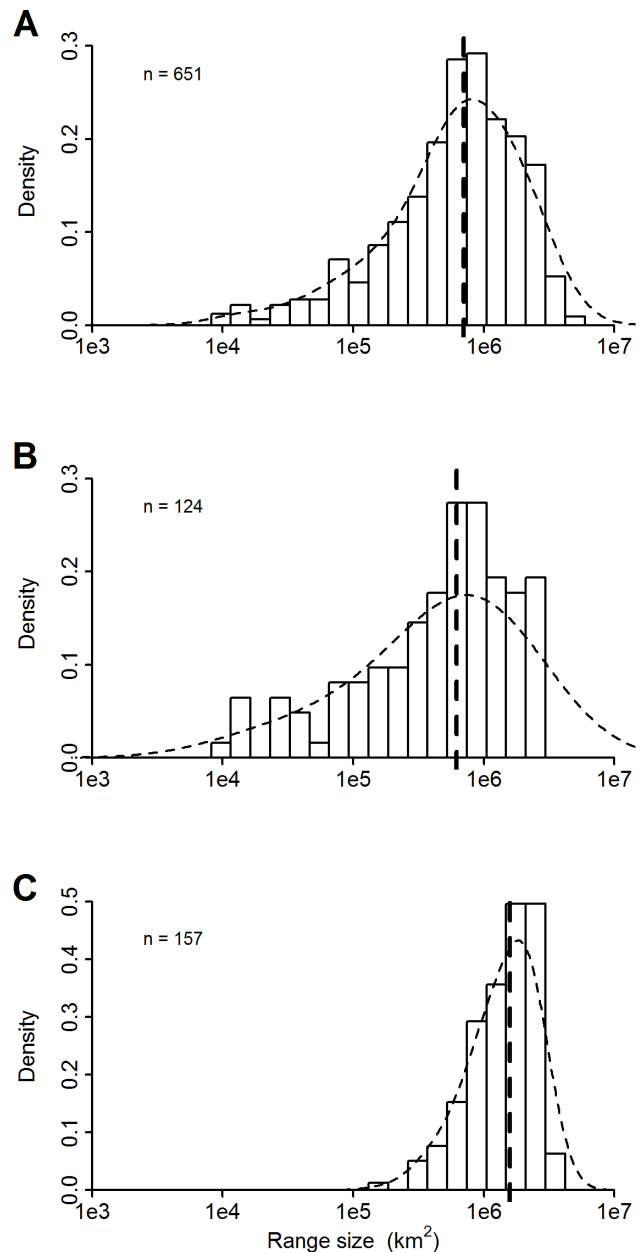 A
0.3
n = 651
0.2
Density
0.1
0.0
1e3 1e4 1e5 1e6 1e7
B
0.3
n = 124
0.2
Density
0.1
0.0
1e3 1e4 1e5 1e6 1e7
C
0.5
n = 157
0.4
0.3
Density
0.2
0.1
0.0
1e3 1e4 1e5 1e6 1e7
Range size (km²)